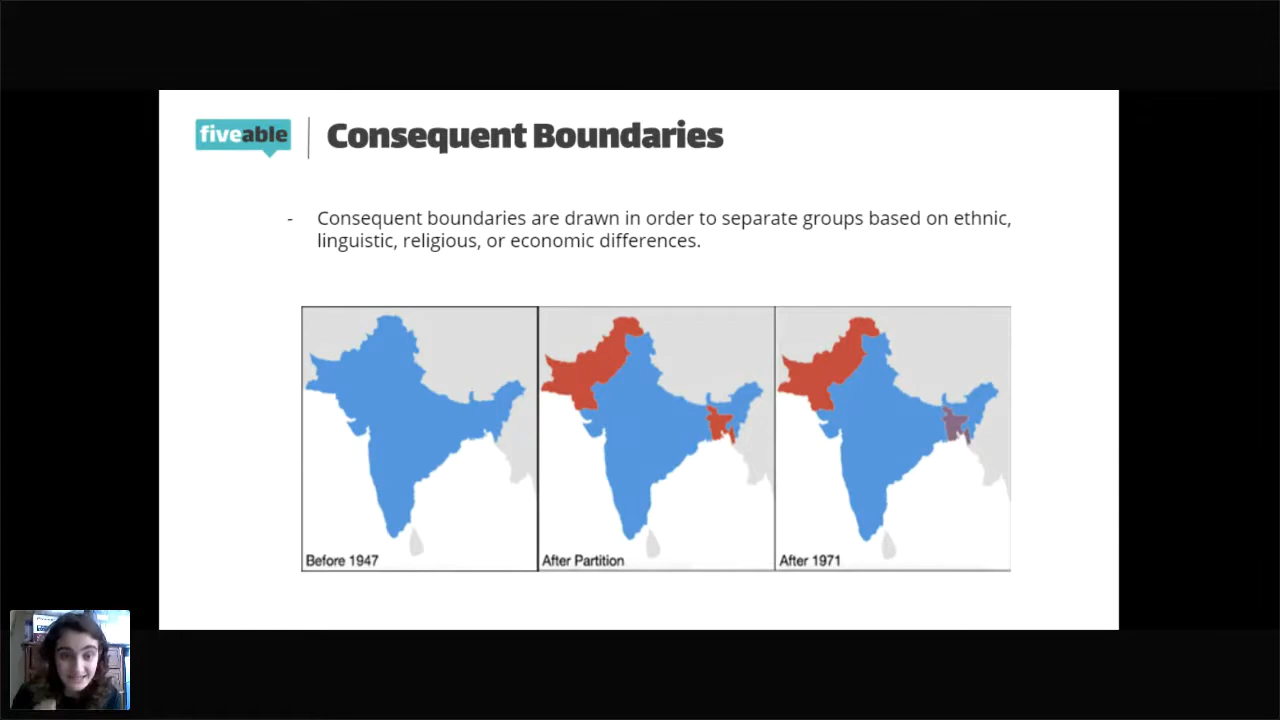 fiveable
Consequent Boundaries
- Consequent boundaries are drawn in order to separate groups based on ethnic,
linguistic, religious, or economic differences.
Before 1947
After Partition
After 1971